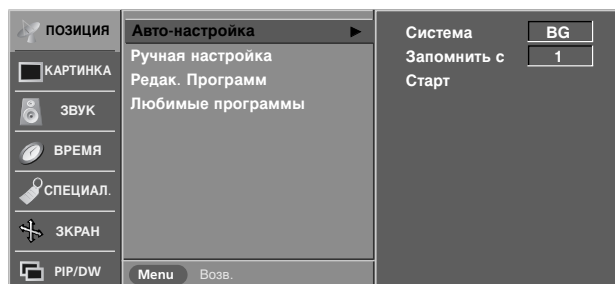 ПОЗИЦИЯ
КАРТИНКА
ЗВУК
ВРЕМЯ
СПЕЦИАЛ.
ЗКРАН
PIP/DW
Авто-настройка
Ручная настройка
Редак. Программ
Любимые программы
Menu Возв.
Система BG
Запомнить с 1
Старт